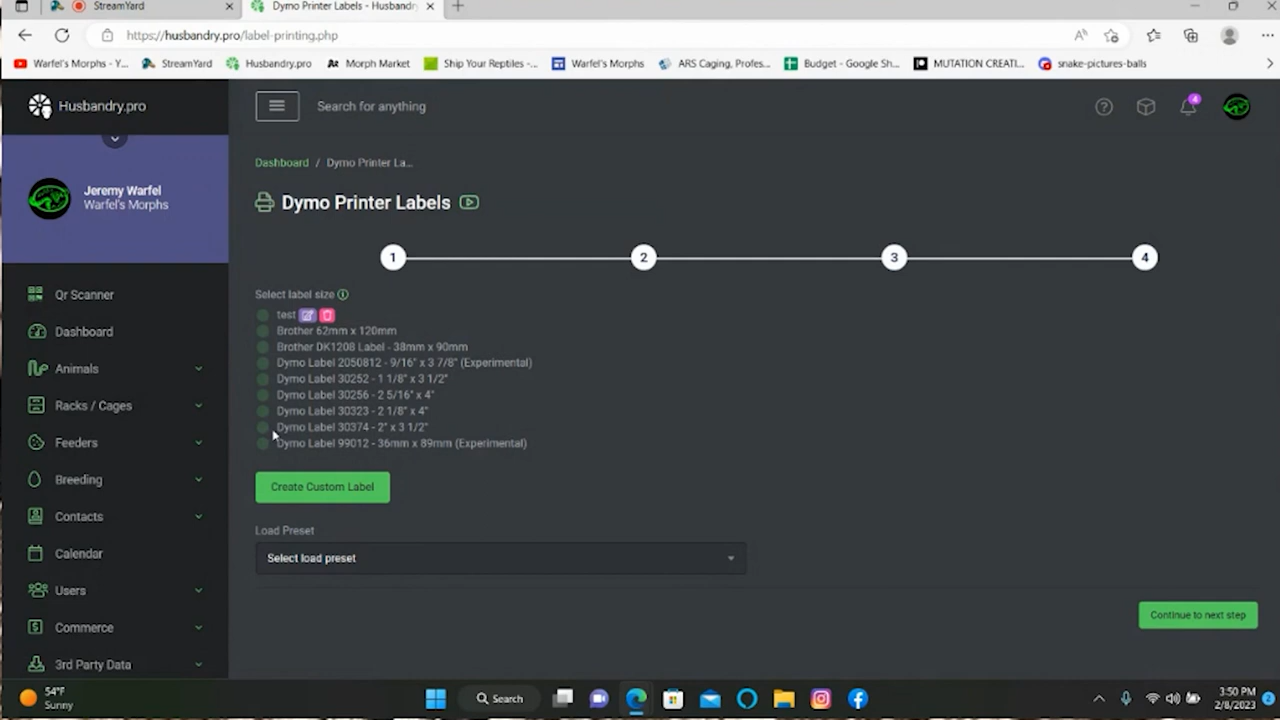 StreamYard
Dymo Printer Labels - Husbandr
https://husbandry.pro/label-printing.php
Warfel's Morphs - Y...
StreamYard
Husbandry.pro
Morph Market
Ship Your Reptiles -...
Warfel's Morphs
ARS Caging, Profes...
Budget - Google Sh...
MUTATION CREATI...
snake-pictures-balls
Husbandry.pro
Search for anything
4
Jeremy Warfel
Warfel's Morphs
Dashboard / Dymo Printer La...
Dymo Printer Labels
1 2 3 4
Select label size
test
Brother 62mm x 120mm
Brother DK1208 Label - 38mm x 90mm
Dymo Label 2050812 - 9/16" x 3 7/8" (Experimental)
Dymo Label 30252 - 1 1/8" x 3 1/2"
Dymo Label 30256 - 2 5/16" x 4"
Dymo Label 30323 - 2 1/8" x 4"
Dymo Label 30374 - 2" x 3 1/2"
Dymo Label 99012 - 36mm x 89mm (Experimental)
Create Custom Label
Load Preset
Select load preset
Continue to next step
Qr Scanner
Dashboard
Animals
Racks / Cages
Feeders
Breeding
Contacts
Calendar
Users
Commerce
3rd Party Data
54°F
Sunny
Search
3:50 PM
2/8/2023
2